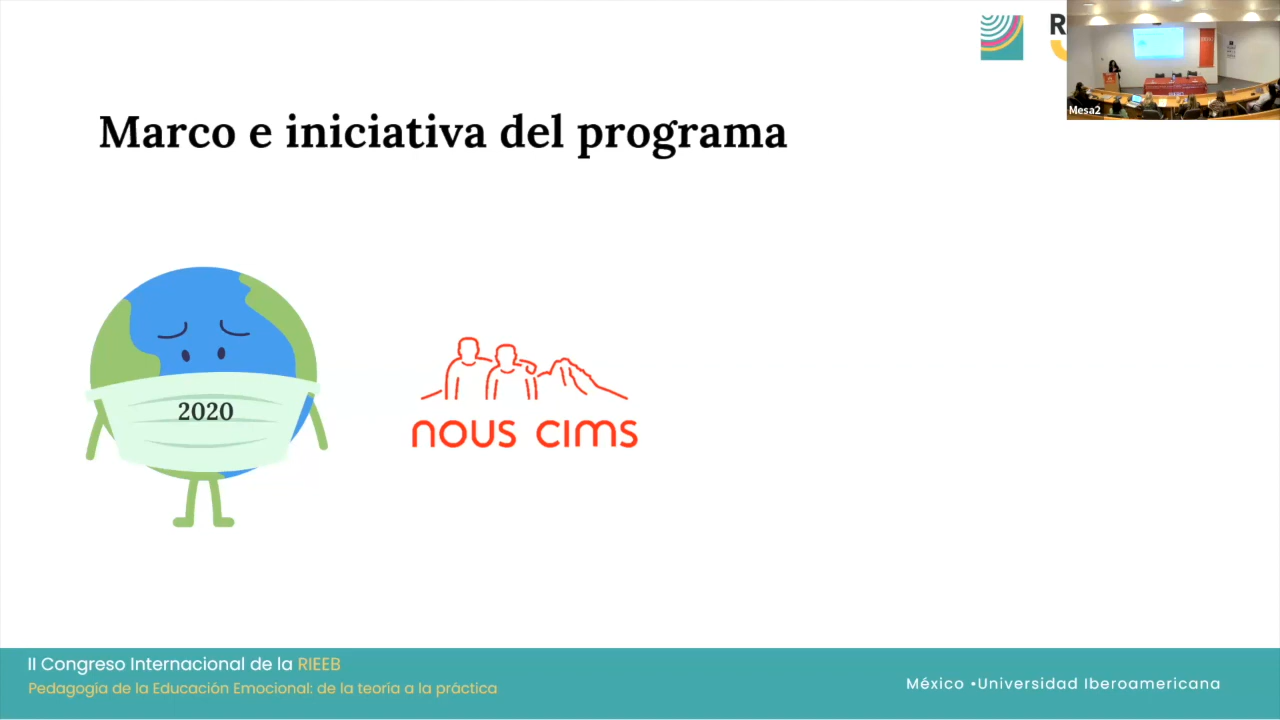 Mesa2
Marco e iniciativa del programa
2020
nous cims
II Congreso Internacional de la RIEEB
Pedagogía de la Educación Emocional: de la teoría a la práctica
México •Universidad Iberoamericana